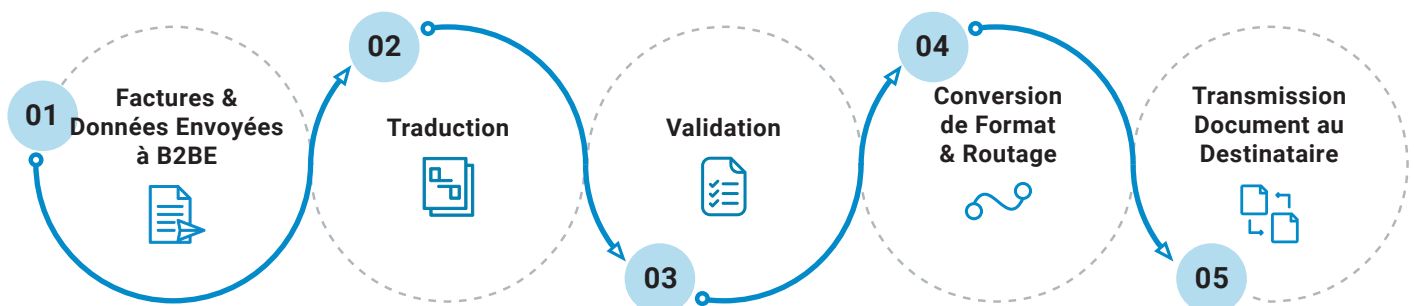 01
Factures &
Données Envoyées
à B2BE
02
Traduction
03
Validation
04
Conversion
de Format
& Routage
05
Transmission
Document au
Destinataire